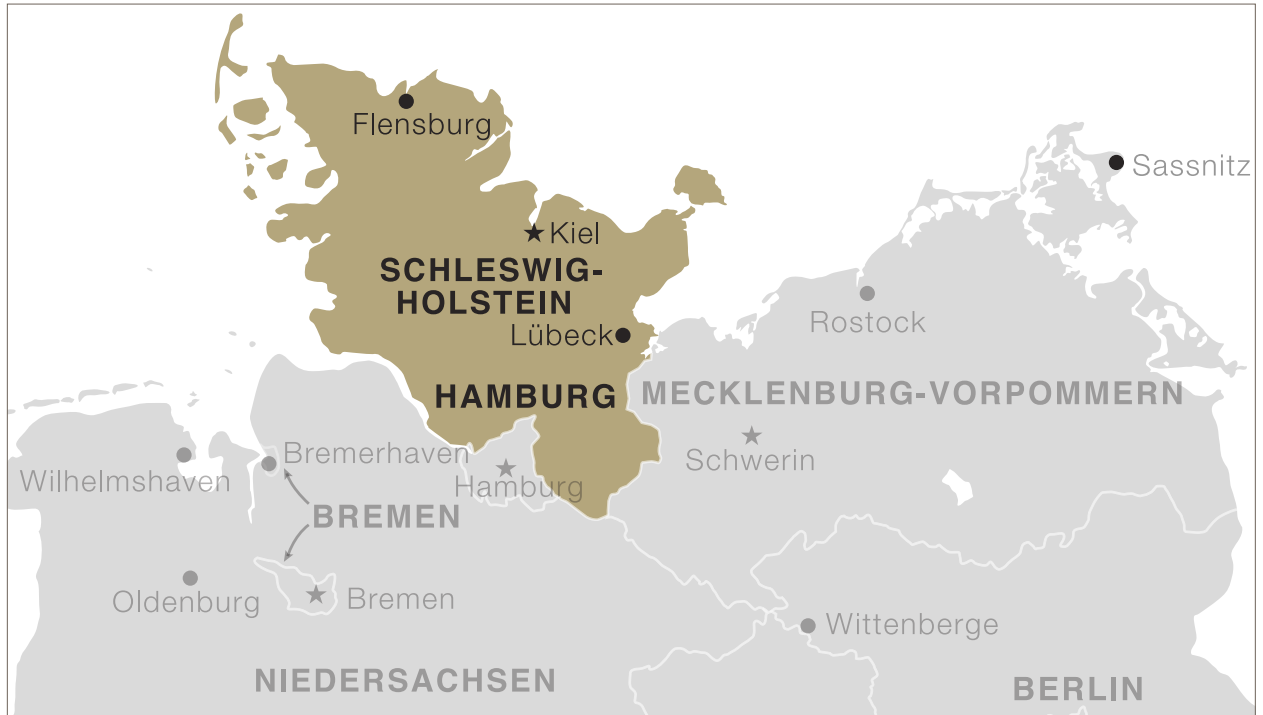 Flensburg
Sassnitz
Kiel
SCHLESWIG-
HOLSTEIN
Rostock
Lübeck
HAMBURG
MECKLENBURG-VORPOMMERN
Bremerhaven
Schwerin
Wilhelmshaven
Hamburg
BREMEN
Oldenburg
Bremen
Wittenberge
NIEDERSACHSEN
BERLIN